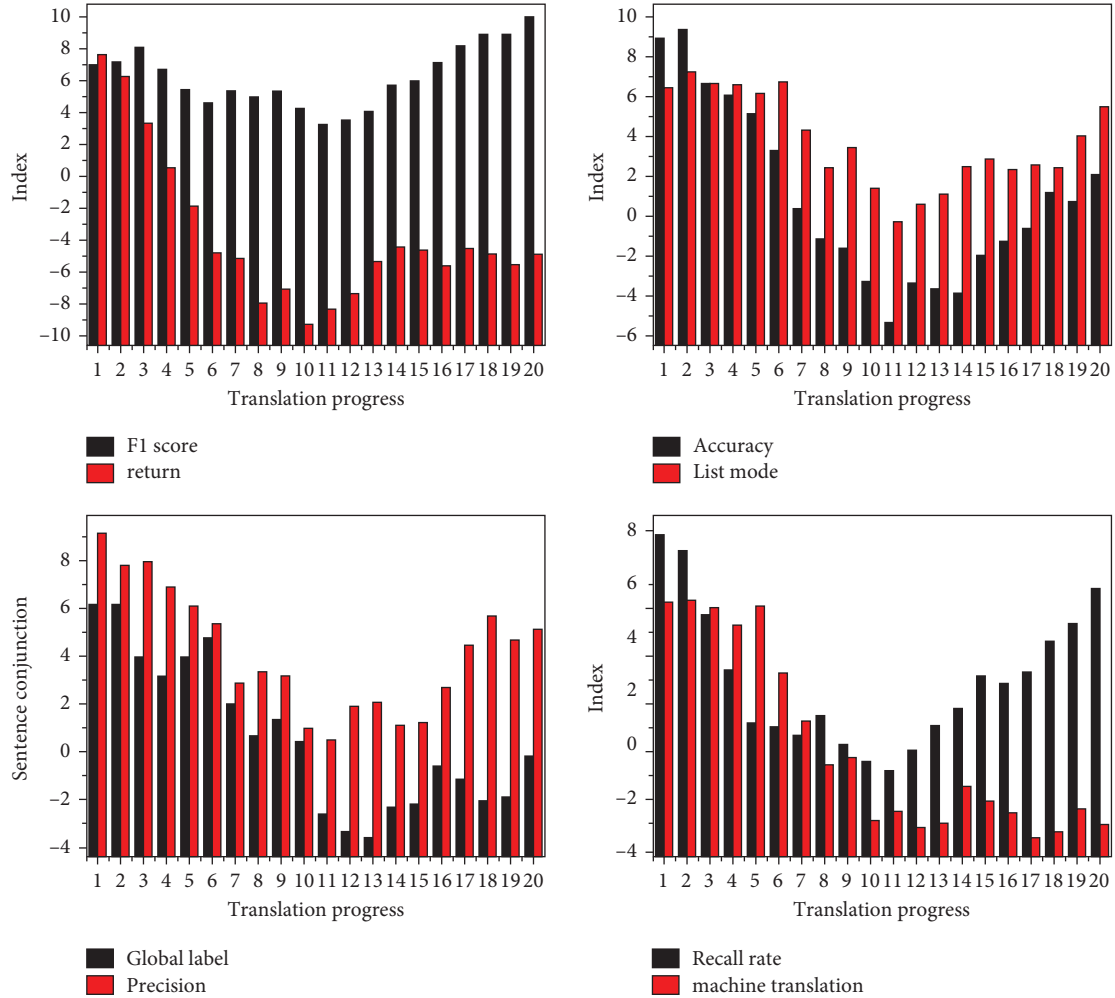 10
8
6
4
2
0
–2
–4
–6
–8
–10
Index
1 2 3 4 5 6 7 8 9 10 11 12 13 14 15 16 17 18 19 20
Translation progress
F1 score
return
10
8
6
4
2
0
–2
–4
–6
Index
1 2 3 4 5 6 7 8 9 10 11 12 13 14 15 16 17 18 19 20
Translation progress
Accuracy
List mode
8
6
4
2
0
–2
–4
Sentence conjunction
1 2 3 4 5 6 7 8 9 10 11 12 13 14 15 16 17 18 19 20
Translation progress
Global label
Precision
8
6
4
2
0
–2
–4
Index
1 2 3 4 5 6 7 8 9 10 11 12 13 14 15 16 17 18 19 20
Translation progress
Recall rate
machine translation